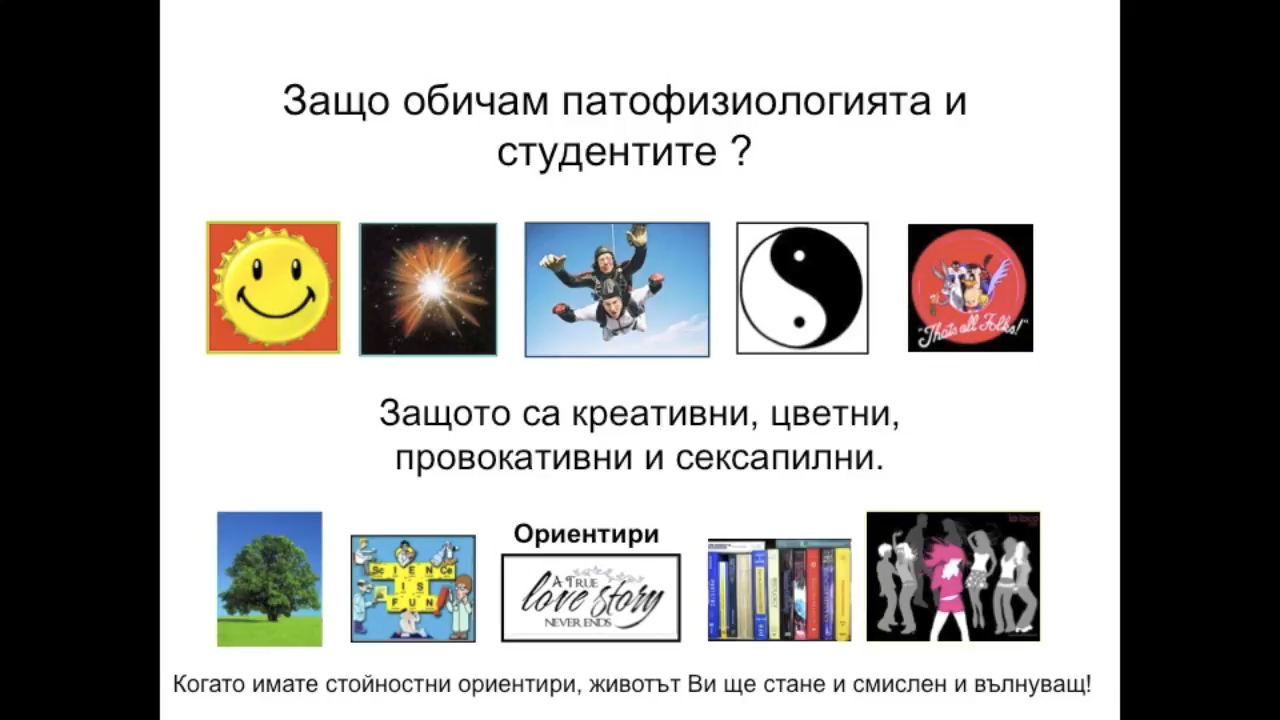 Защо обичам патофизиологията и
студентите ?
"Thats all Folks!"
Защото са креативни, цветни,
провокативни и сексапилни.
Ориентири
SCIENCE
IS
FUN
A TRUE
love story
NEVER ENDS
Когато имате стойностни ориентири, животът Ви ще стане и смислен и вълнуващ!